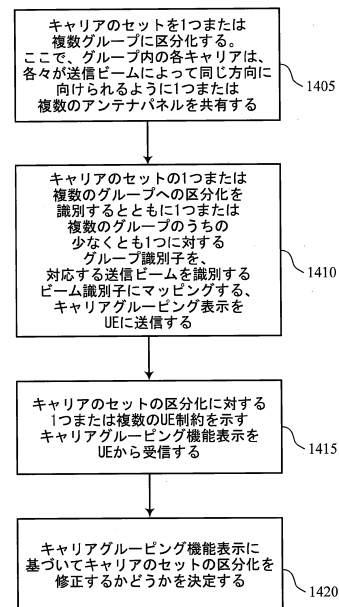 キャリアのセットを1つまたは
複数グループに区分化する。
ここで、グループ内の各キャリアは、
各々が送信ビームによって同じ方向に
向けられるように1つまたは
複数のアンテナパネルを共有する
1405
キャリアのセットの1つまたは
複数のグループへの区分化を
識別するとともに1つまたは
複数のグループのうちの
少なくとも1つに対する
グループ識別子を、
対応する送信ビームを識別する
ビーム識別子にマッピングする、
キャリアグルーピング表示を
UEに送信する
1410
キャリアのセットの区分化に対する
1つまたは複数のUE制約を示す
キャリアグルーピング機能表示を
UEから受信する
1415
キャリアグルーピング機能表示に
基づいてキャリアのセットの区分化を
修正するかどうかを決定する
1420